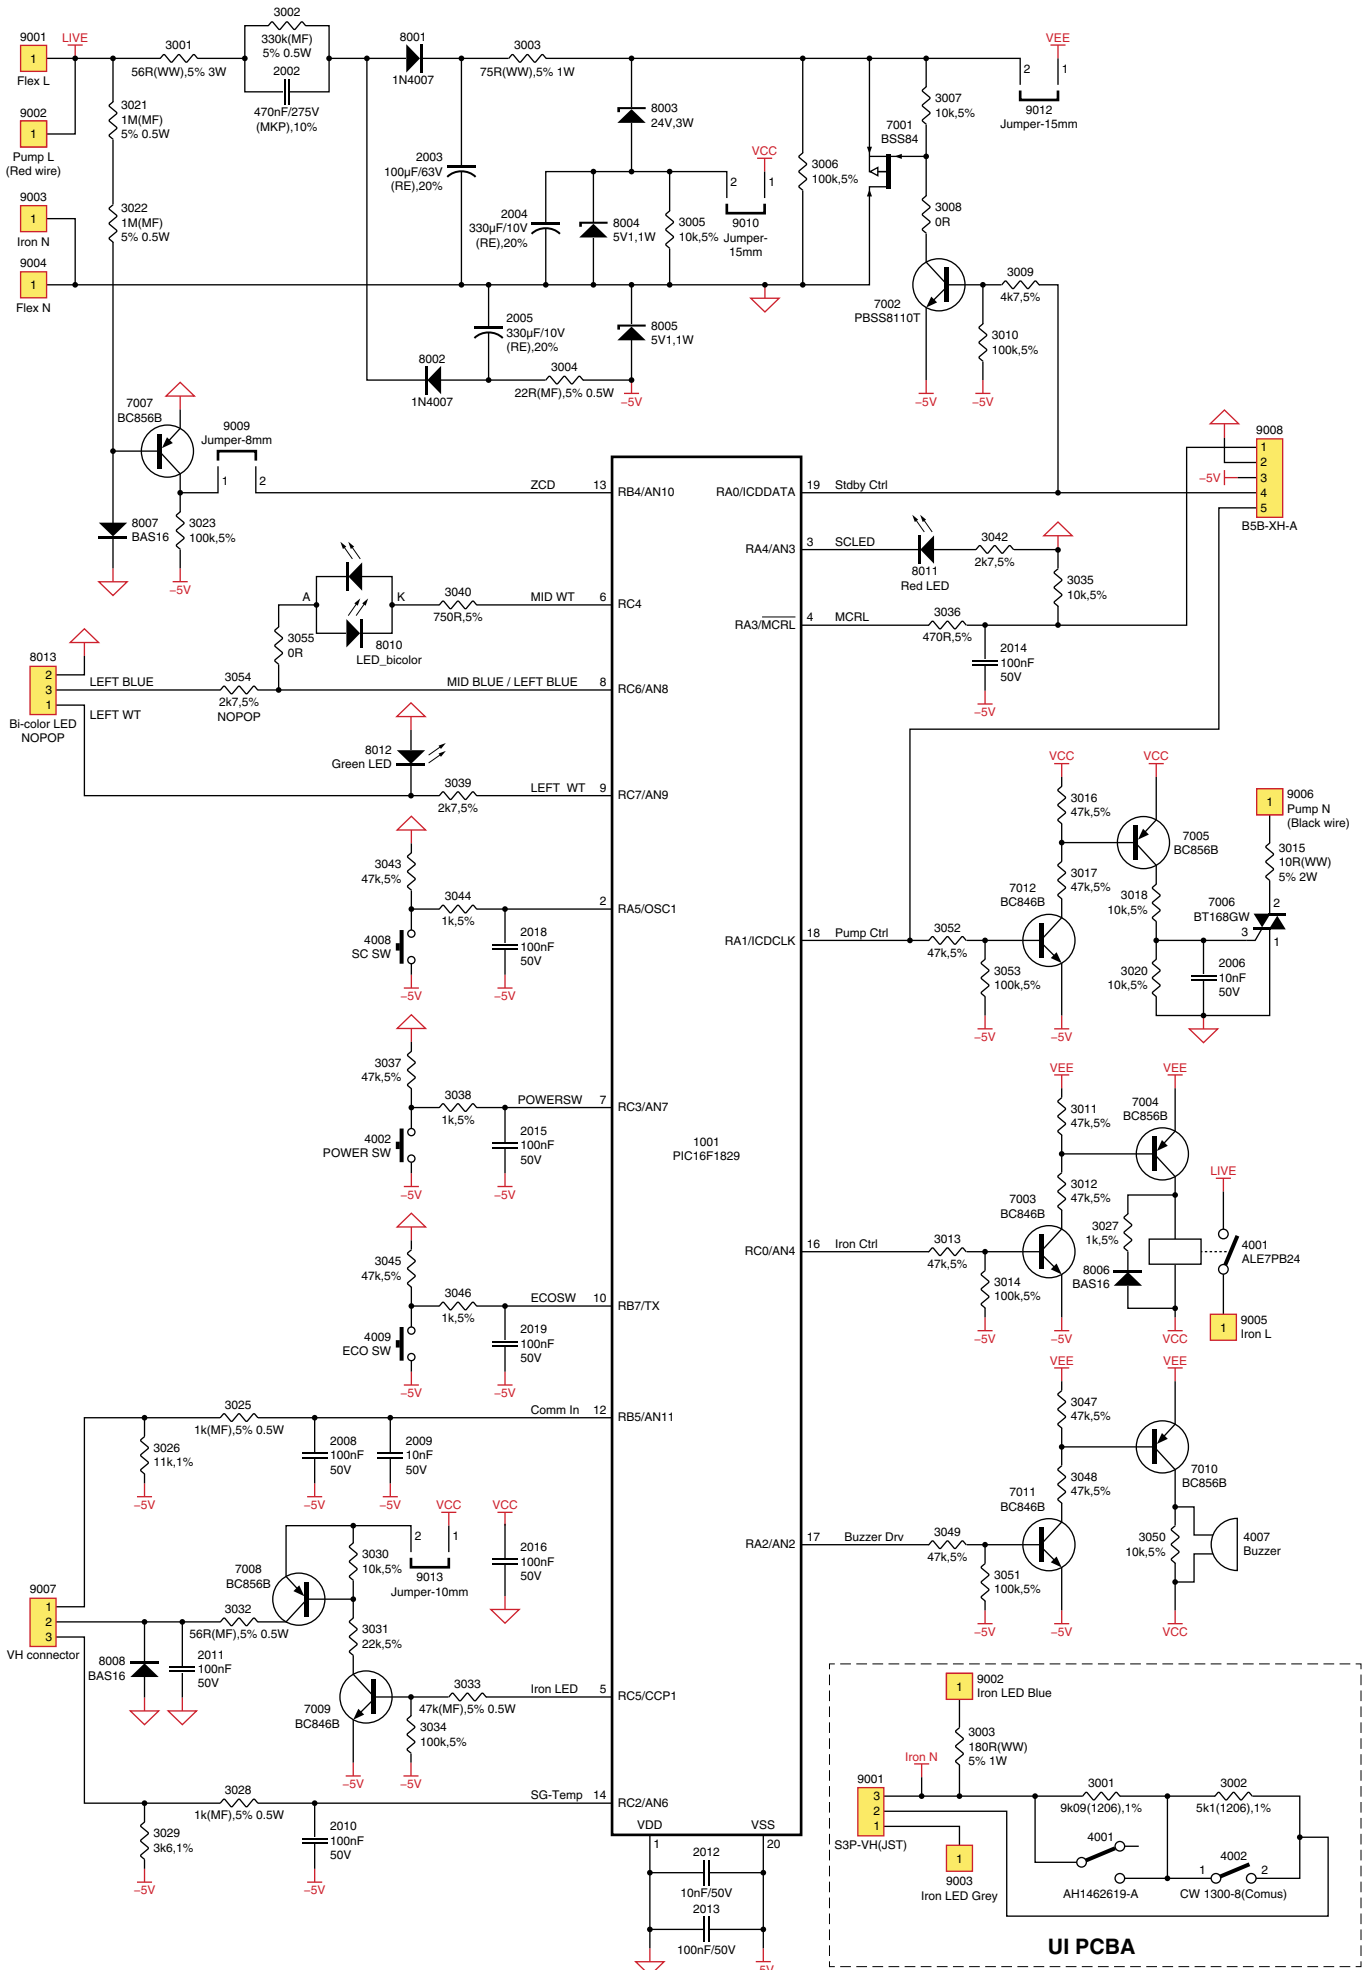 9001
1
Flex L
LIVE
9002
1
Pump L
(Red wire)
9003
1
Iron N
9004
1
Flex N
3001
56R(WW),5% 3W
3002
330k(MF)
5% 0.5W
2002
470nF/275V
(MKP),10%
8001
1N4007
3003
75R(WW),5% 1W
VEE
2
1
9012
Jumper-15mm
3021
1M(MF)
5% 0.5W
3022
1M(MF)
5% 0.5W
2003
100µF/63V
(RE),20%
8003
24V,3W
2004
330µF/10V
(RE),20%
8004
5V1,1W
3005
10k,5%
VCC
2
1
9010
Jumper-
15mm
3006
100k,5%
7001
BSS84
3007
10k,5%
3008
0R
7002
PBSS8110T
3009
4k7,5%
3010
100k,5%
–5V
–5V
2005
330µF/10V
(RE),20%
8005
5V1,1W
8002
1N4007
3004
22R(MF),5% 0.5W
–5V
7007
BC856B
9009
Jumper-8mm
1
2
8007
BAS16
3023
100k,5%
–5V
ZCD
13
RB4/AN10
RA0/ICDDATA
19
Stdby Ctrl
9008
1
2
3
4
5
–5V
B5B-XH-A
RA4/AN3
3
SCLED
8011
Red LED
3042
2k7,5%
3035
10k,5%
RA3/MCRL
4
MCRL
3036
470R,5%
2014
100nF
50V
–5V
A
K
8010
LED_bicolor
3040
750R,5%
MID WT
6
RC4
3055
0R
8013
2
3
1
Bi-color LED
NOPOP
LEFT BLUE
LEFT WT
3054
2k7,5%
NOPOP
MID BLUE / LEFT BLUE
8
RC6/AN8
8012
Green LED
3039
2k7,5%
LEFT WT
9
RC7/AN9
3043
47k,5%
3044
1k,5%
2
RA5/OSC1
4008
SC SW
2018
100nF
50V
–5V
–5V
3037
47k,5%
3038
1k,5%
POWERSW
7
RC3/AN7
4002
POWER SW
2015
100nF
50V
–5V
–5V
3045
47k,5%
3046
1k,5%
ECOSW
10
RB7/TX
4009
ECO SW
2019
100nF
50V
–5V
–5V
1001
PIC16F1829
VCC
VCC
3016
47k,5%
3017
47k,5%
7005
BC856B
9006
1
Pump N
(Black wire)
3015
10R(WW)
5% 2W
7006
BT168GW
2
3
1
3018
10k,5%
7012
BC846B
RA1/ICDCLK
18
Pump Ctrl
3052
47k,5%
3053
100k,5%
3020
10k,5%
2006
10nF
50V
–5V
–5V
VEE
VEE
3011
47k,5%
7004
BC856B
3012
47k,5%
7003
BC846B
RC0/AN4
16
Iron Ctrl
3013
47k,5%
3014
100k,5%
3027
1k,5%
8006
BAS16
LIVE
4001
ALE7PB24
9005
1
Iron L
–5V
–5V
VCC
VEE
VEE
3047
47k,5%
3048
47k,5%
7010
BC856B
7011
BC846B
RA2/AN2
17
Buzzer Drv
3049
47k,5%
3051
100k,5%
3050
10k,5%
4007
Buzzer
–5V
–5V
VCC
3025
1k(MF),5% 0.5W
Comm In
12
RB5/AN11
3026
11k,1%
2008
100nF
50V
2009
10nF
50V
–5V
–5V
–5V
2
1
VCC
9013
Jumper-10mm
VCC
2016
100nF
50V
3030
10k,5%
7008
BC856B
9007
1
2
3
VH connector
3032
56R(MF),5% 0.5W
3031
22k,5%
8008
BAS16
2011
100nF
50V
7009
BC846B
3033
47k(MF),5% 0.5W
3034
100k,5%
Iron LED
5
RC5/CCP1
–5V
–5V
3028
1k(MF),5% 0.5W
SG-Temp
14
RC2/AN6
3029
3k6,1%
2010
100nF
50V
–5V
–5V
VDD
VSS
1
20
2012
10nF/50V
2013
100nF/50V
–5V
9002
1
Iron LED Blue
3003
180R(WW)
5% 1W
Iron N
9001
3
2
1
S3P-VH(JST)
9003
1
Iron LED Grey
3001
9k09(1206),1%
3002
5k1(1206),1%
4001
AH1462619-A
4002
1
2
CW 1300-8(Comus)
UI PCBA